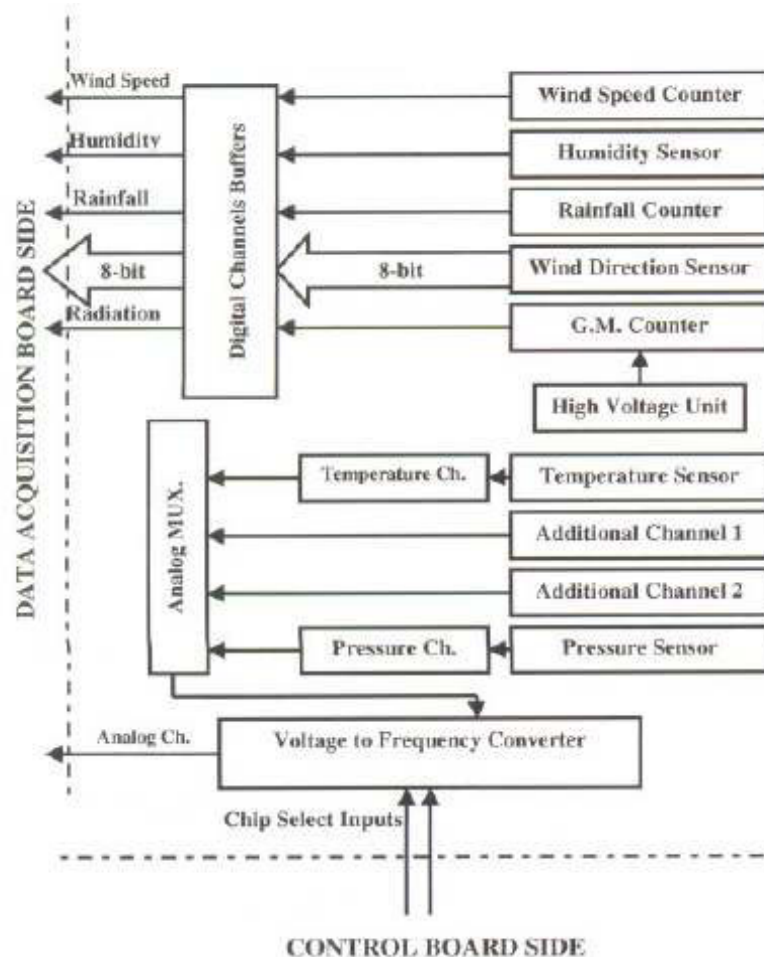 Wind Speed
Wind Speed Counter
Humidity
Humidity Sensor
Rainfall
Rainfall Counter
8-bit
8-bit
Wind Direction Sensor
Radiation
G.M. Counter
Digital Channels Buffers
High Voltage Unit
DATA ACQUISITION BOARD SIDE
Analog MUX.
Temperature Ch.
Temperature Sensor
Additional Channel 1
Additional Channel 2
Pressure Ch.
Pressure Sensor
Analog Ch.
Voltage to Frequency Converter
Chip Select Inputs
CONTROL BOARD SIDE